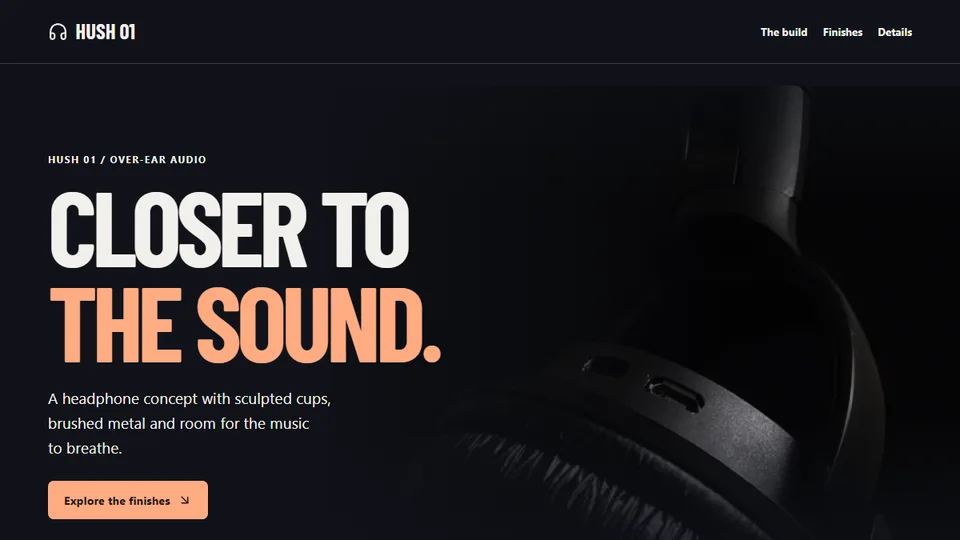 HUSH 01
The build
Finishes
Details
HUSH 01 / OVER-EAR AUDIO
CLOSER TO
THE SOUND.
A headphone concept with sculpted cups,
brushed metal and room for the music
to breathe.
Explore the finishes